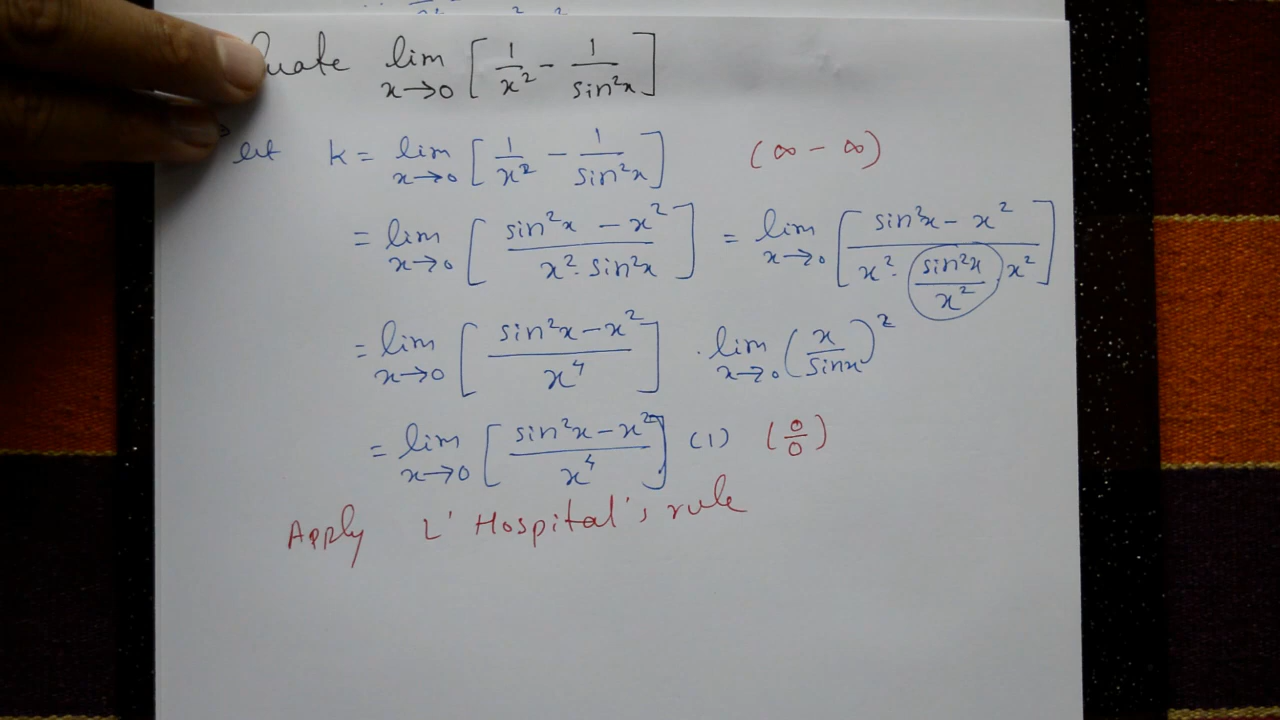 uate lim x→0 [ 1/x² − 1/sin²x ]
let k = lim x→0 [ 1/x² − 1/sin²x ] (∞ − ∞)
= lim x→0 [ (sin²x − x²)/(x² · sin²x) ] = lim x→0 [ (sin²x − x²)/(x² · (sin²x/x²) · x²) ]
= lim x→0 [ (sin²x − x²)/x⁴ ] · lim x→0 (x/sinx)²
= lim x→0 [ (sin²x − x²)/x⁴ ] (1) (0/0)
Apply L' Hospital's rule